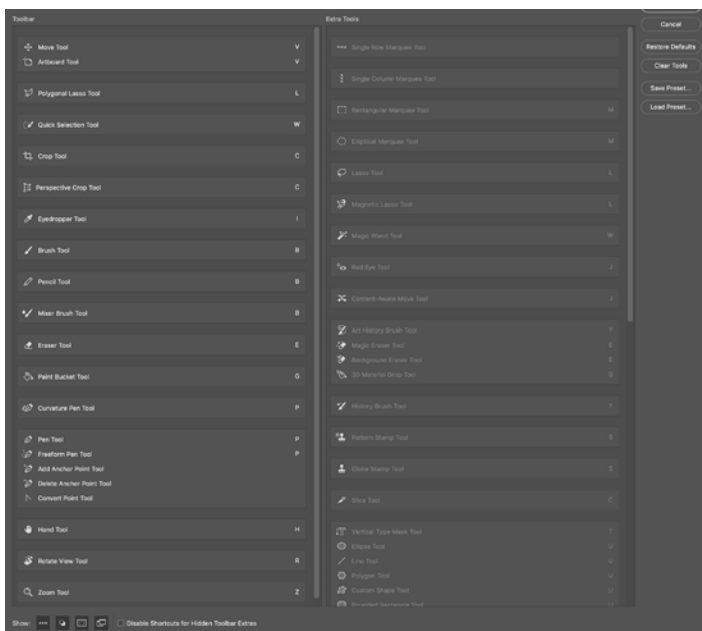 Toolbar
Extra Tools
Cancel
Restore Defaults
Clear Tools
Save Preset...
Load Preset...
Move Tool V
Artboard Tool V
Polygonal Lasso Tool L
Quick Selection Tool W
Crop Tool C
Perspective Crop Tool C
Eyedropper Tool I
Brush Tool B
Pencil Tool B
Mixer Brush Tool B
Eraser Tool E
Paint Bucket Tool G
Curvature Pen Tool P
Pen Tool P
Freeform Pen Tool P
Add Anchor Point Tool
Delete Anchor Point Tool
Convert Point Tool
Hand Tool H
Rotate View Tool R
Zoom Tool Z
Single Row Marquee Tool
Single Column Marquee Tool
Rectangular Marquee Tool M
Elliptical Marquee Tool M
Lasso Tool L
Magnetic Lasso Tool L
Magic Wand Tool W
Red Eye Tool J
Content-Aware Move Tool J
Art History Brush Tool Y
Magic Eraser Tool E
Background Eraser Tool E
3D Material Drop Tool G
History Brush Tool Y
Pattern Stamp Tool S
Clone Stamp Tool S
Slice Tool C
Vertical Type Mask Tool T
Ellipse Tool U
Line Tool U
Polygon Tool U
Custom Shape Tool U
Rounded Rectangle Tool U
Show:
Disable Shortcuts for Hidden Toolbar Extras